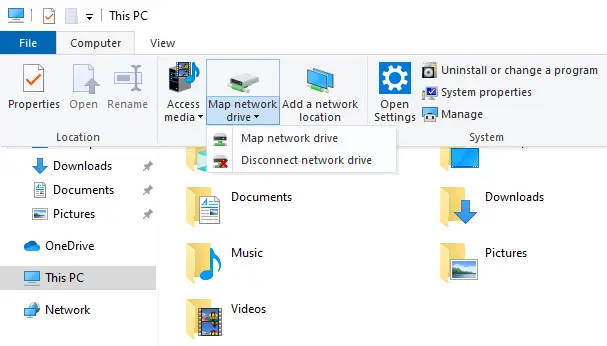 This PC
File
Computer
View
Properties
Open
Rename
Access
media
Map network
drive
Add a network
location
Open
Settings
Uninstall or change a program
System properties
Manage
Location
System
Map network drive
Disconnect network drive
Downloads
Documents
Pictures
OneDrive
This PC
Network
Documents
Downloads
Music
Pictures
Videos